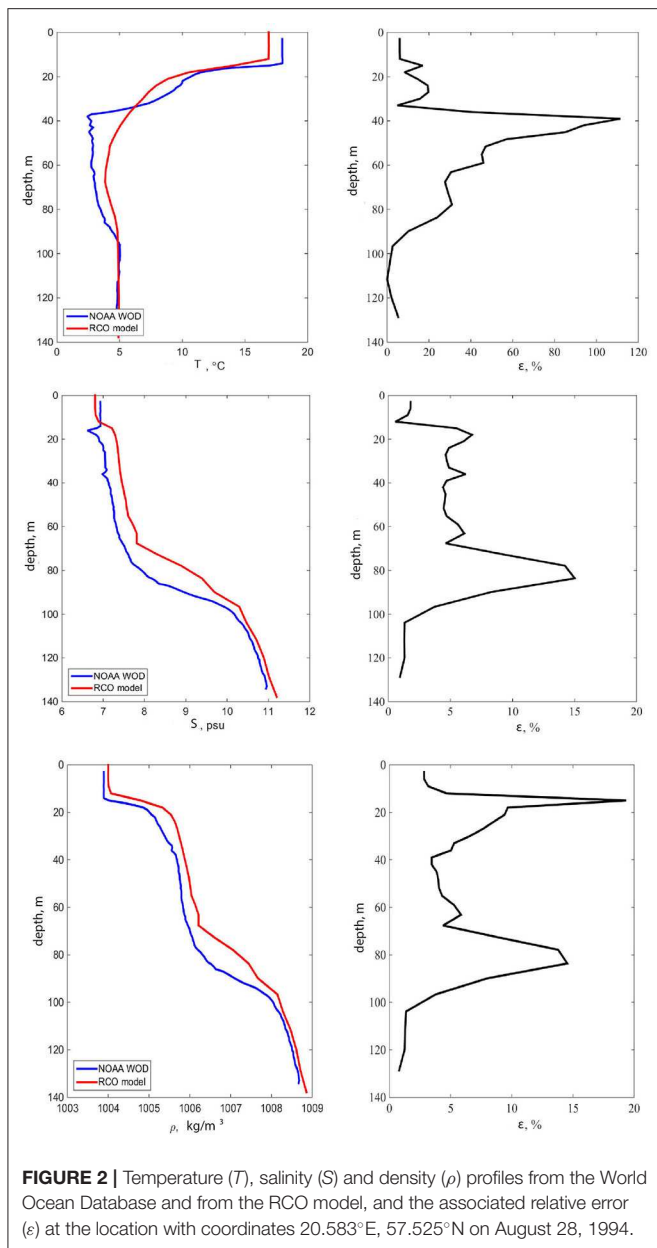 0
20
40
60
80
100
120
140
depth, m
NOAA WOD
RCO model
0 5 10 15 20
T , °C
0
20
40
60
80
100
120
140
depth, m
0 20 40 60 80 100 120
ε, %
0
20
40
60
80
100
120
140
depth, m
NOAA WOD
RCO model
6 7 8 9 10 11 12
S , psu
0
20
40
60
80
100
120
140
depth, m
0 5 10 15 20
ε, %
0
20
40
60
80
100
120
140
depth, m
NOAA WOD
RCO model
1003 1004 1005 1006 1007 1008 1009
ρ, kg/m ³
0
20
40
60
80
100
120
140
depth, m
0 5 10 15 20
ε, %
FIGURE 2 | Temperature (T), salinity (S) and density (ρ) profiles from the World
Ocean Database and from the RCO model, and the associated relative error
(ε) at the location with coordinates 20.583°E, 57.525°N on August 28, 1994.